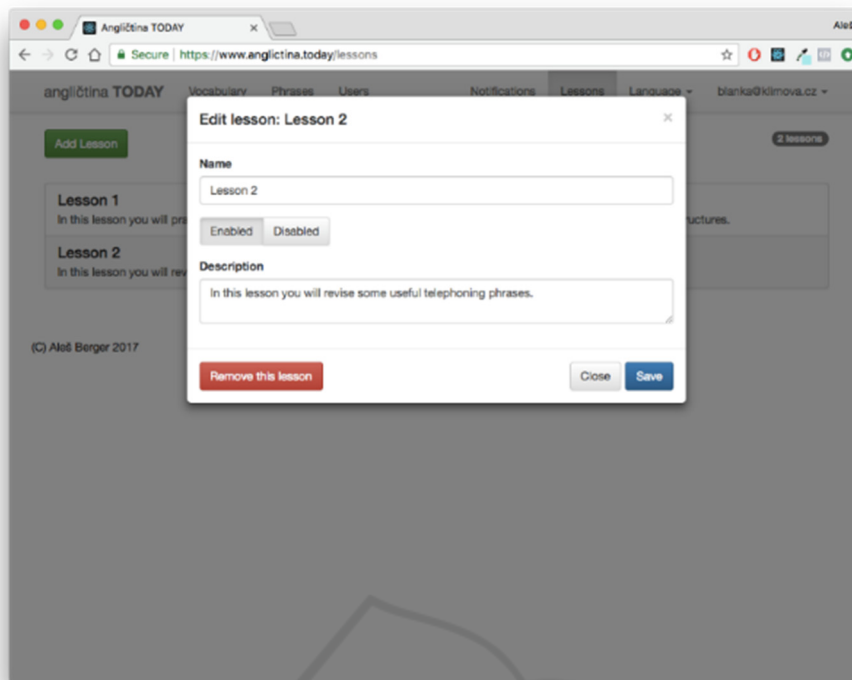 Angličtina TODAY
Aleš
Secure | https://www.anglictina.today/lessons
angličtina TODAY Vocabulary Phrases Users Notifications Lessons Language blanka@klimova.cz
Edit lesson: Lesson 2 ×
Add Lesson
2 lessons
Name
Lesson 2
Lesson 1
In this lesson you will pra
uctures.
Enabled Disabled
Lesson 2
In this lesson you will rev
Description
In this lesson you will revise some useful telephoning phrases.
(C) Aleš Berger 2017
Remove this lesson Close Save